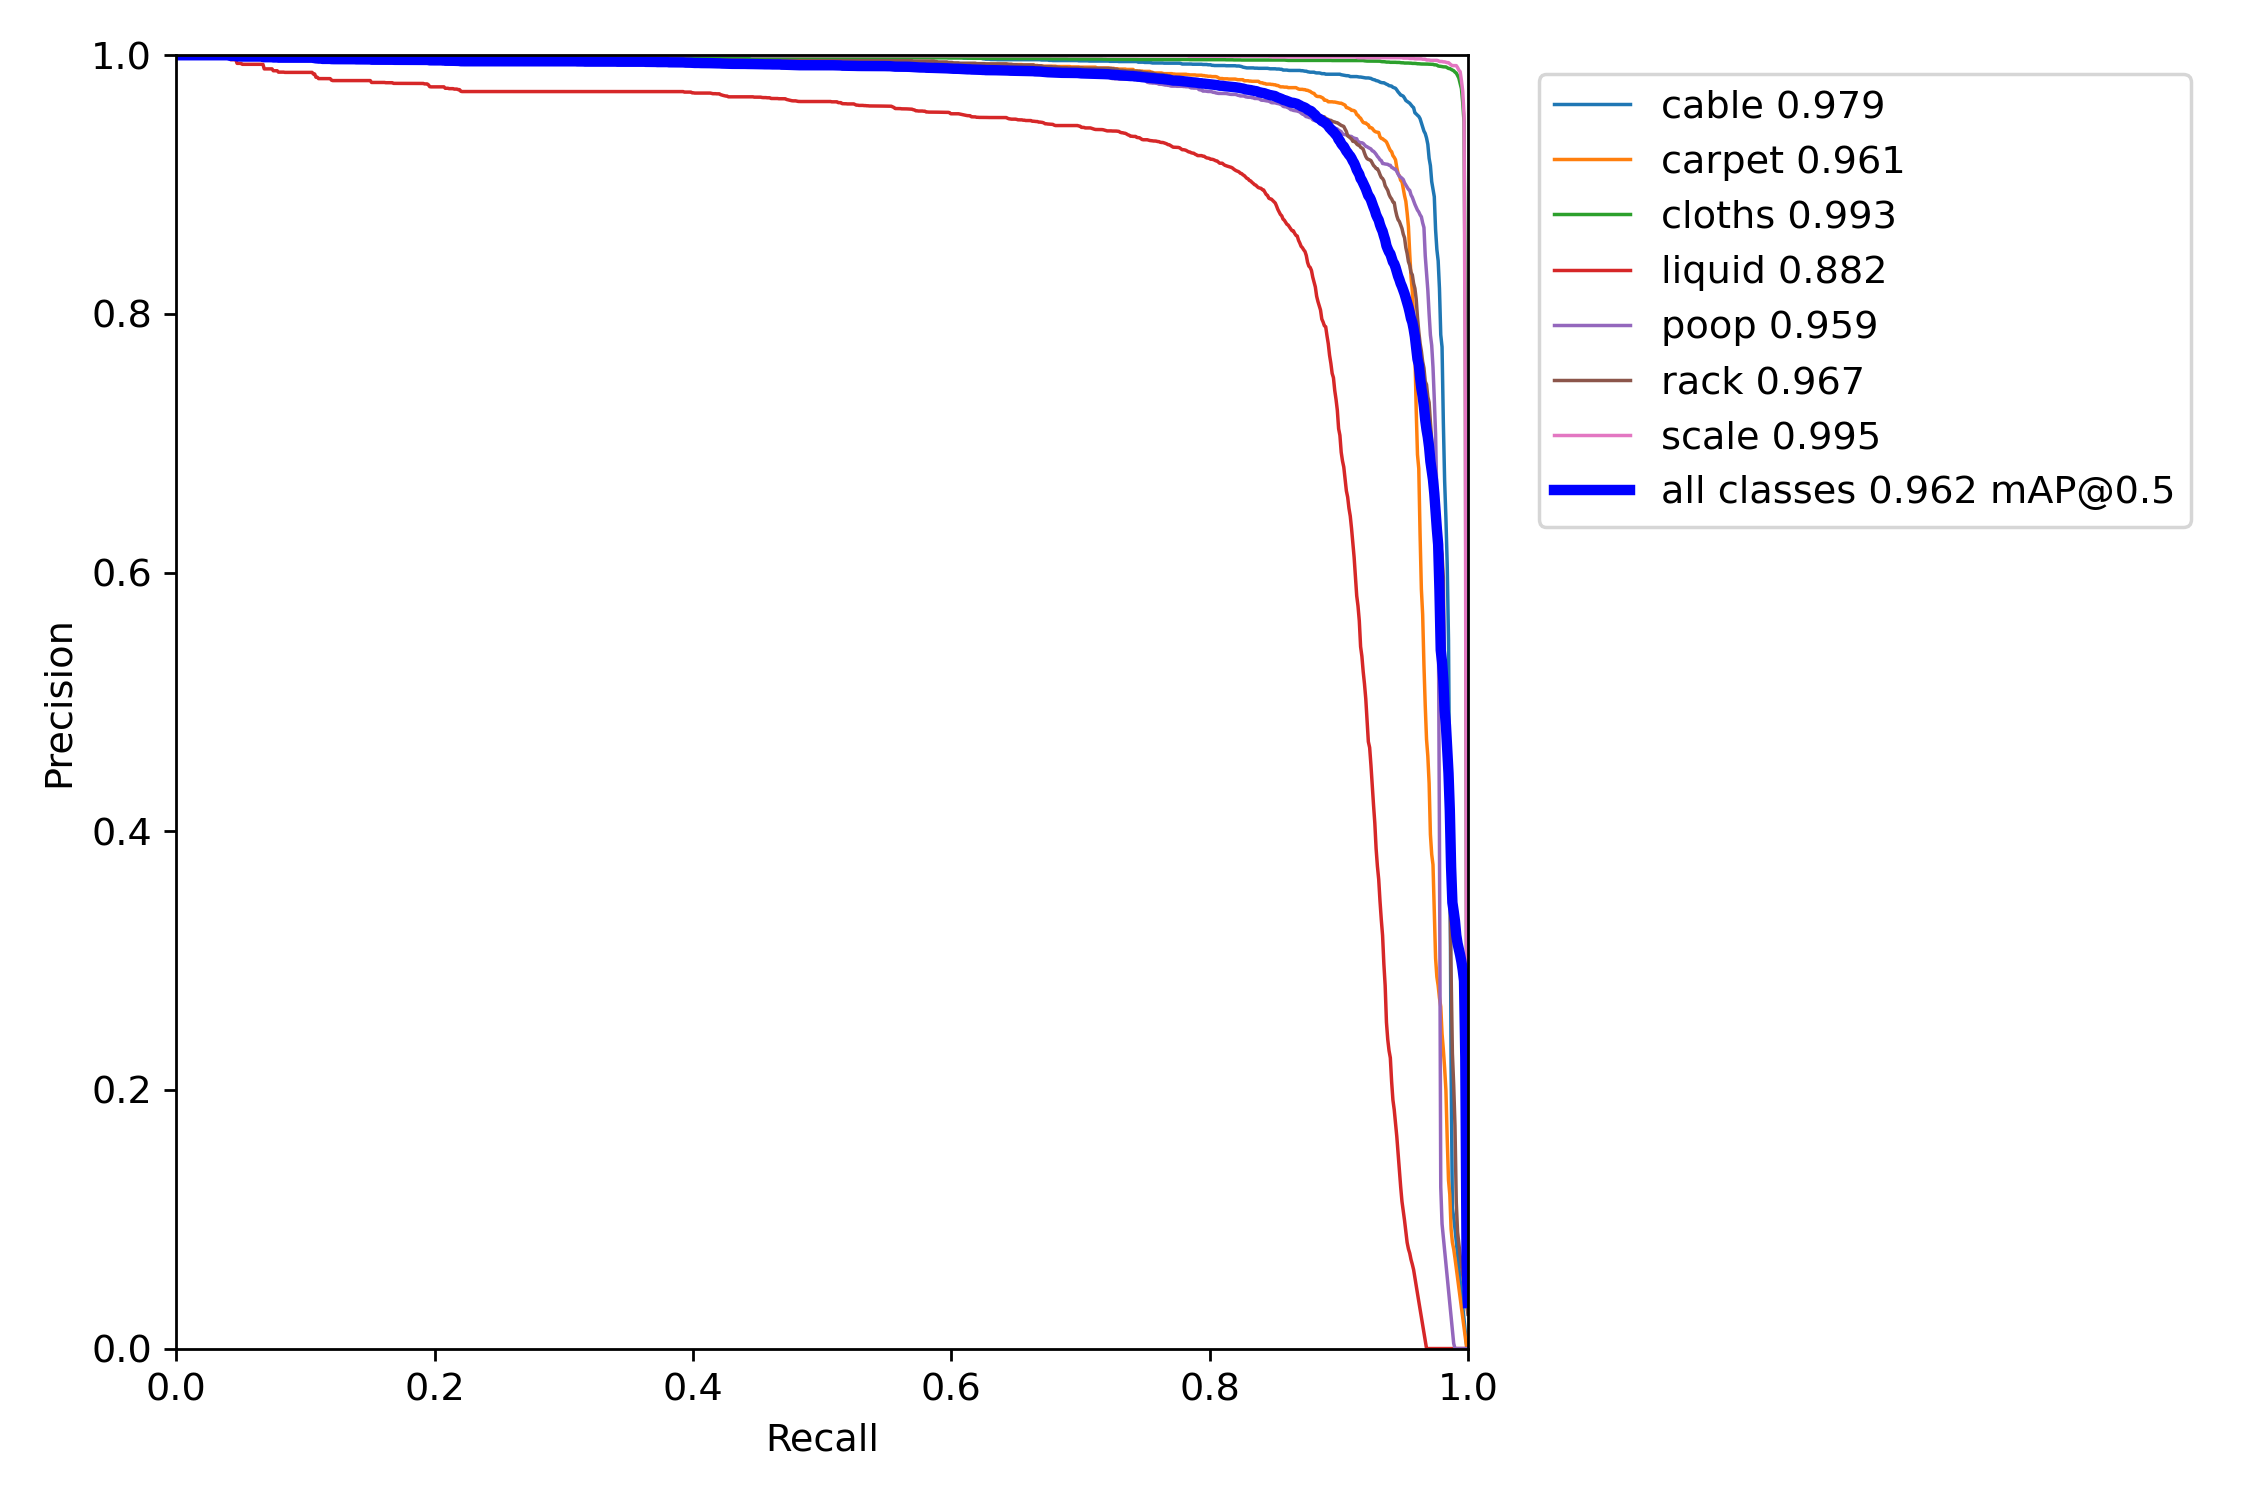 1.0
0.8
0.6
0.4
0.2
0.0
Precision
0.0 0.2 0.4 0.6 0.8 1.0
Recall
cable 0.979
carpet 0.961
cloths 0.993
liquid 0.882
poop 0.959
rack 0.967
scale 0.995
all classes 0.962 mAP@0.5